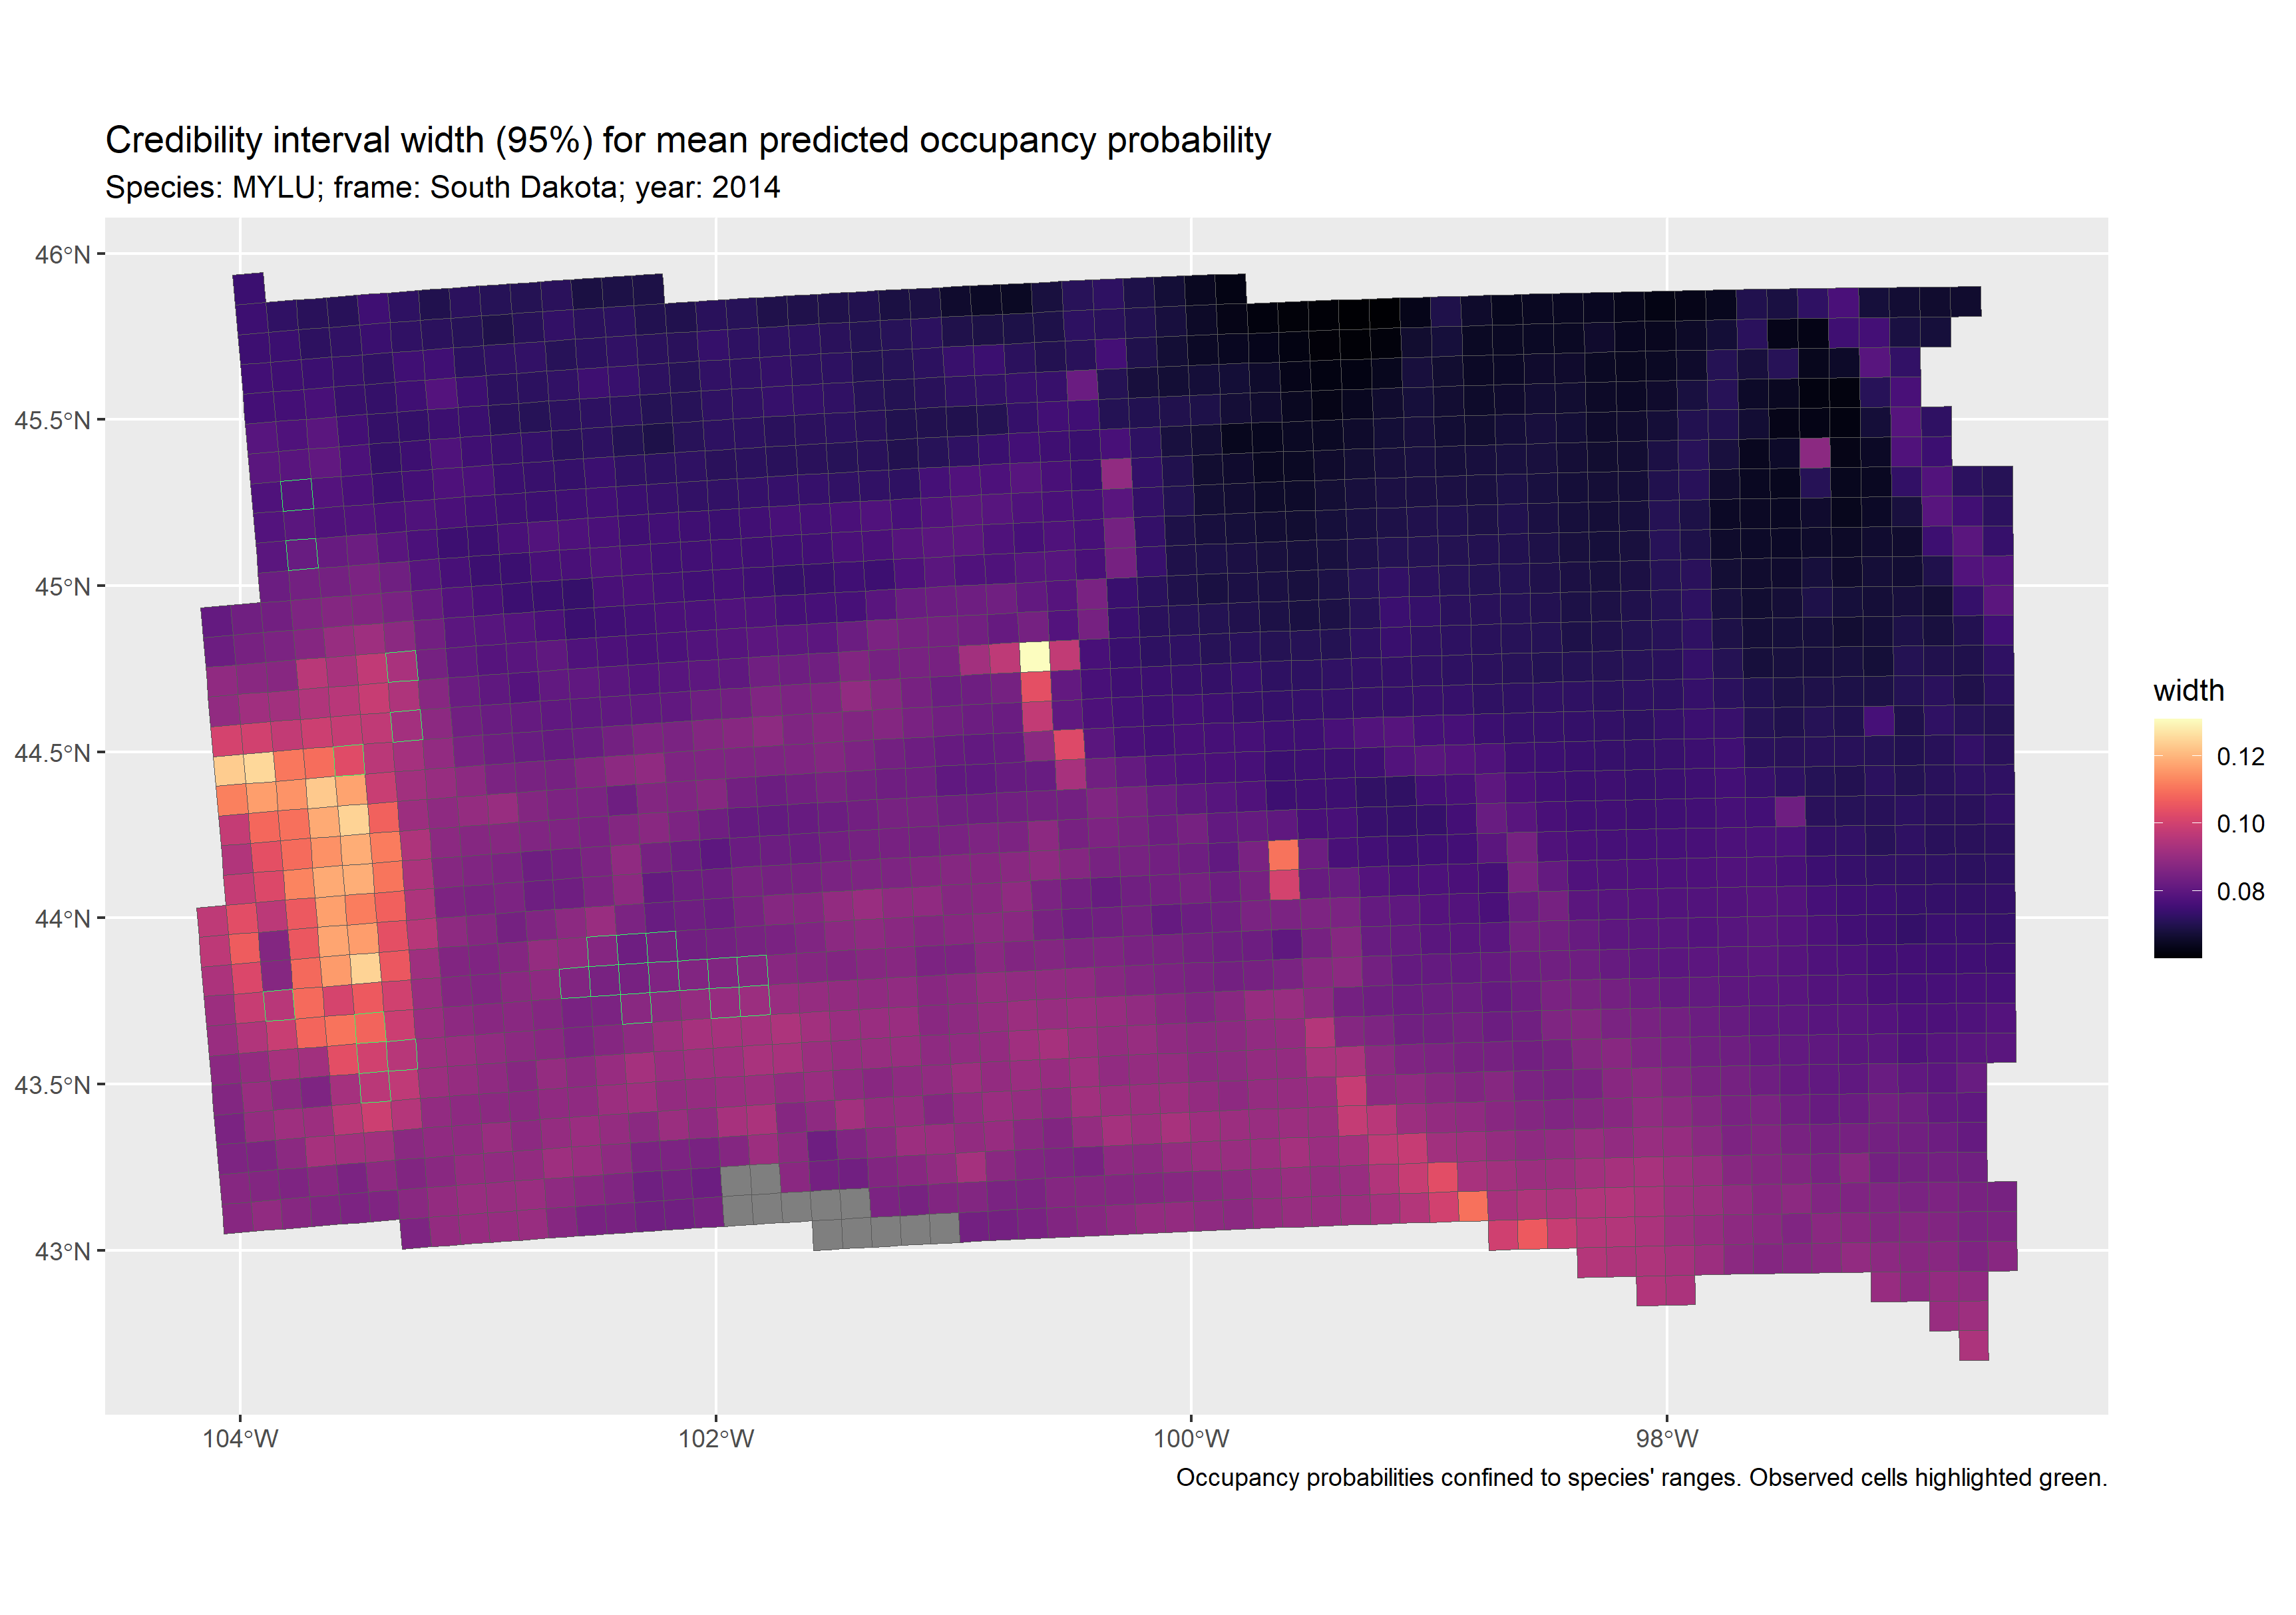 Credibility interval width (95%) for mean predicted occupancy probability
Species: MYLU; frame: South Dakota; year: 2014
46°N
45.5°N
45°N
44.5°N
44°N
43.5°N
43°N
104°W
102°W
100°W
98°W
width
0.12
0.10
0.08
Occupancy probabilities confined to species' ranges. Observed cells highlighted green.